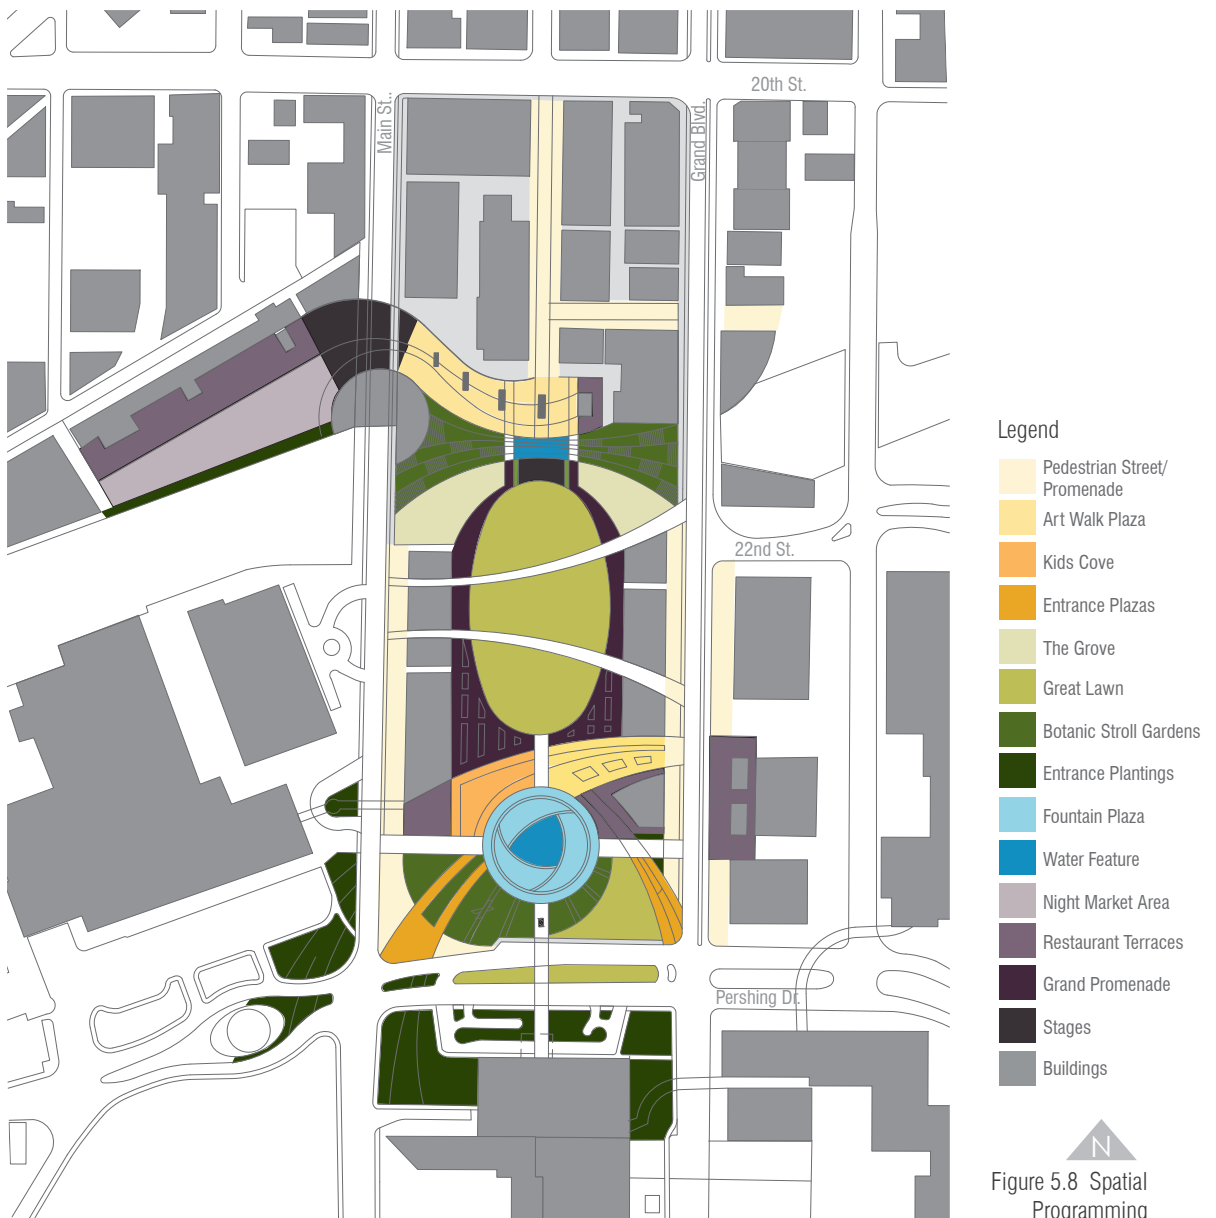 20th St.
Main St..
Grand Blvd.
22nd St.
Pershing Dr.
Legend
Pedestrian Street/
Promenade
Art Walk Plaza
Kids Cove
Entrance Plazas
The Grove
Great Lawn
Botanic Stroll Gardens
Entrance Plantings
Fountain Plaza
Water Feature
Night Market Area
Restaurant Terraces
Grand Promenade
Stages
Buildings
N
Figure 5.8 Spatial
Programming